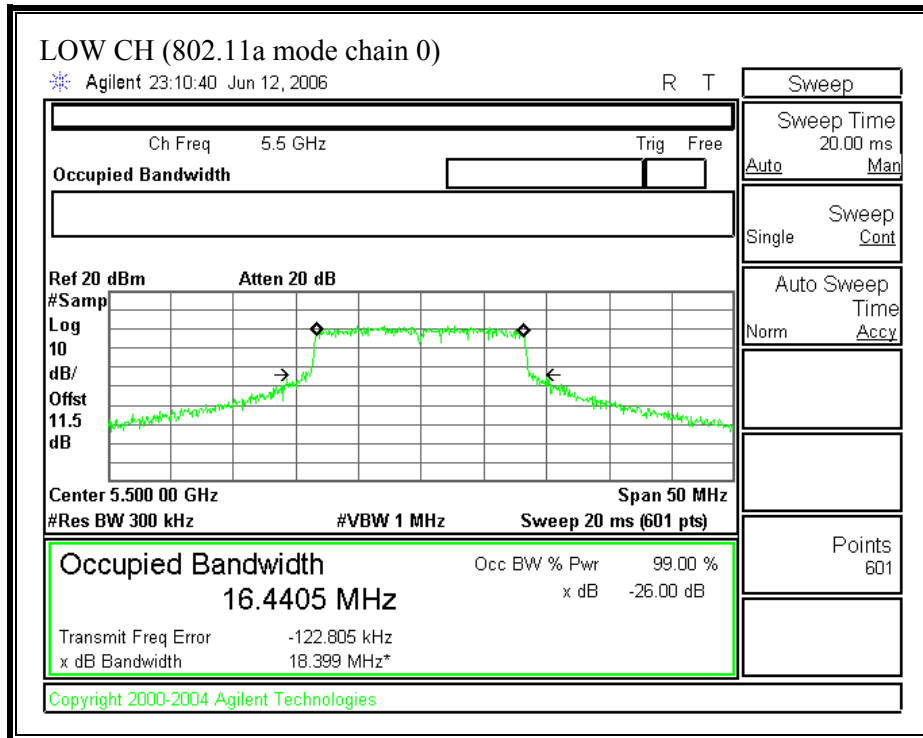 LOW CH (802.11a mode chain 0)
Agilent 23:10:40 Jun 12, 2006 R T
Sweep
Ch Freq 5.5 GHz Trig Free
Occupied Bandwidth
Sweep Time
20.00 ms
Auto Man
Sweep
Single Cont
Auto Sweep
Time
Norm Accy
Ref 20 dBm Atten 20 dB
#Samp
Log
10
dB/
Offst
11.5
dB
Center 5.500 00 GHz Span 50 MHz
#Res BW 300 kHz #VBW 1 MHz Sweep 20 ms (601 pts)
Points
601
Occupied Bandwidth Occ BW % Pwr 99.00 %
16.4405 MHz x dB -26.00 dB
Transmit Freq Error -122.805 kHz
x dB Bandwidth 18.399 MHz*
Copyright 2000-2004 Agilent Technologies